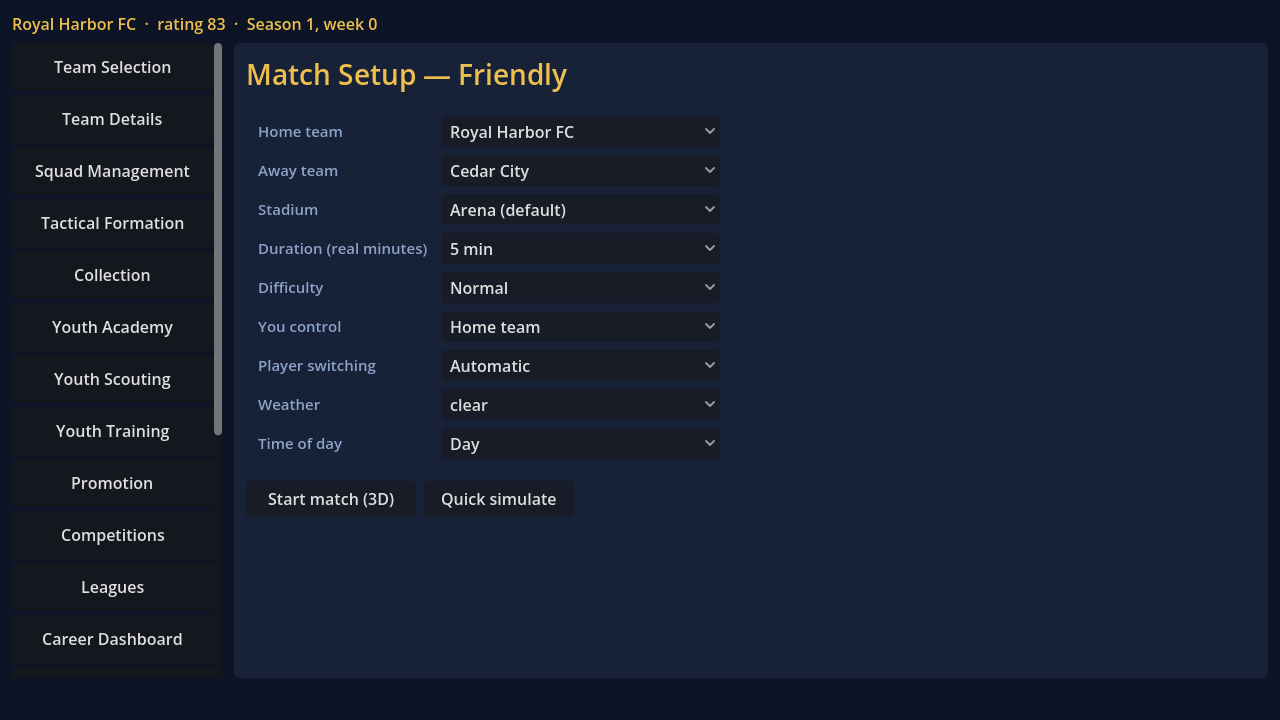 Royal Harbor FC · rating 83 · Season 1, week 0
Team Selection
Team Details
Squad Management
Tactical Formation
Collection
Youth Academy
Youth Scouting
Youth Training
Promotion
Competitions
Leagues
Career Dashboard
Match Setup — Friendly
Home team Royal Harbor FC
Away team Cedar City
Stadium Arena (default)
Duration (real minutes) 5 min
Difficulty Normal
You control Home team
Player switching Automatic
Weather clear
Time of day Day
Start match (3D) Quick simulate